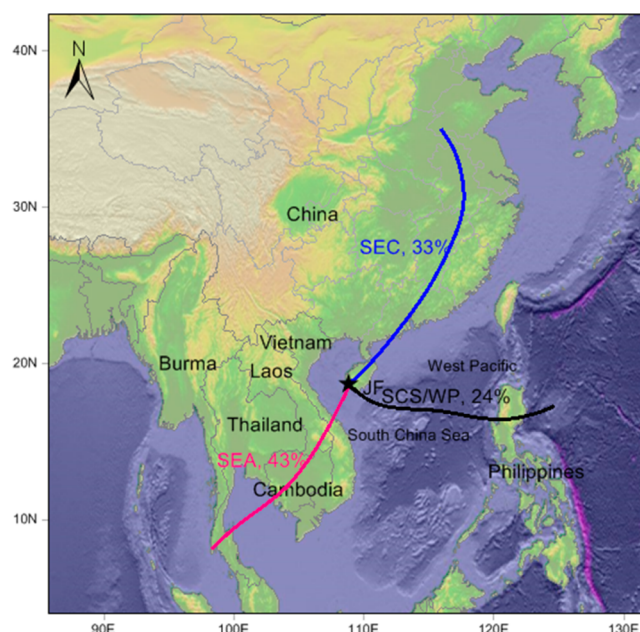 40N
N
30N
China
SEC, 33%
20N
Vietnam
Laos
Burma
West Pacific
JF
SCS/WP, 24%
Thailand
South China Sea
SEA, 43%
Philippines
Cambodia
10N
90E
100E
110E
120E
130E